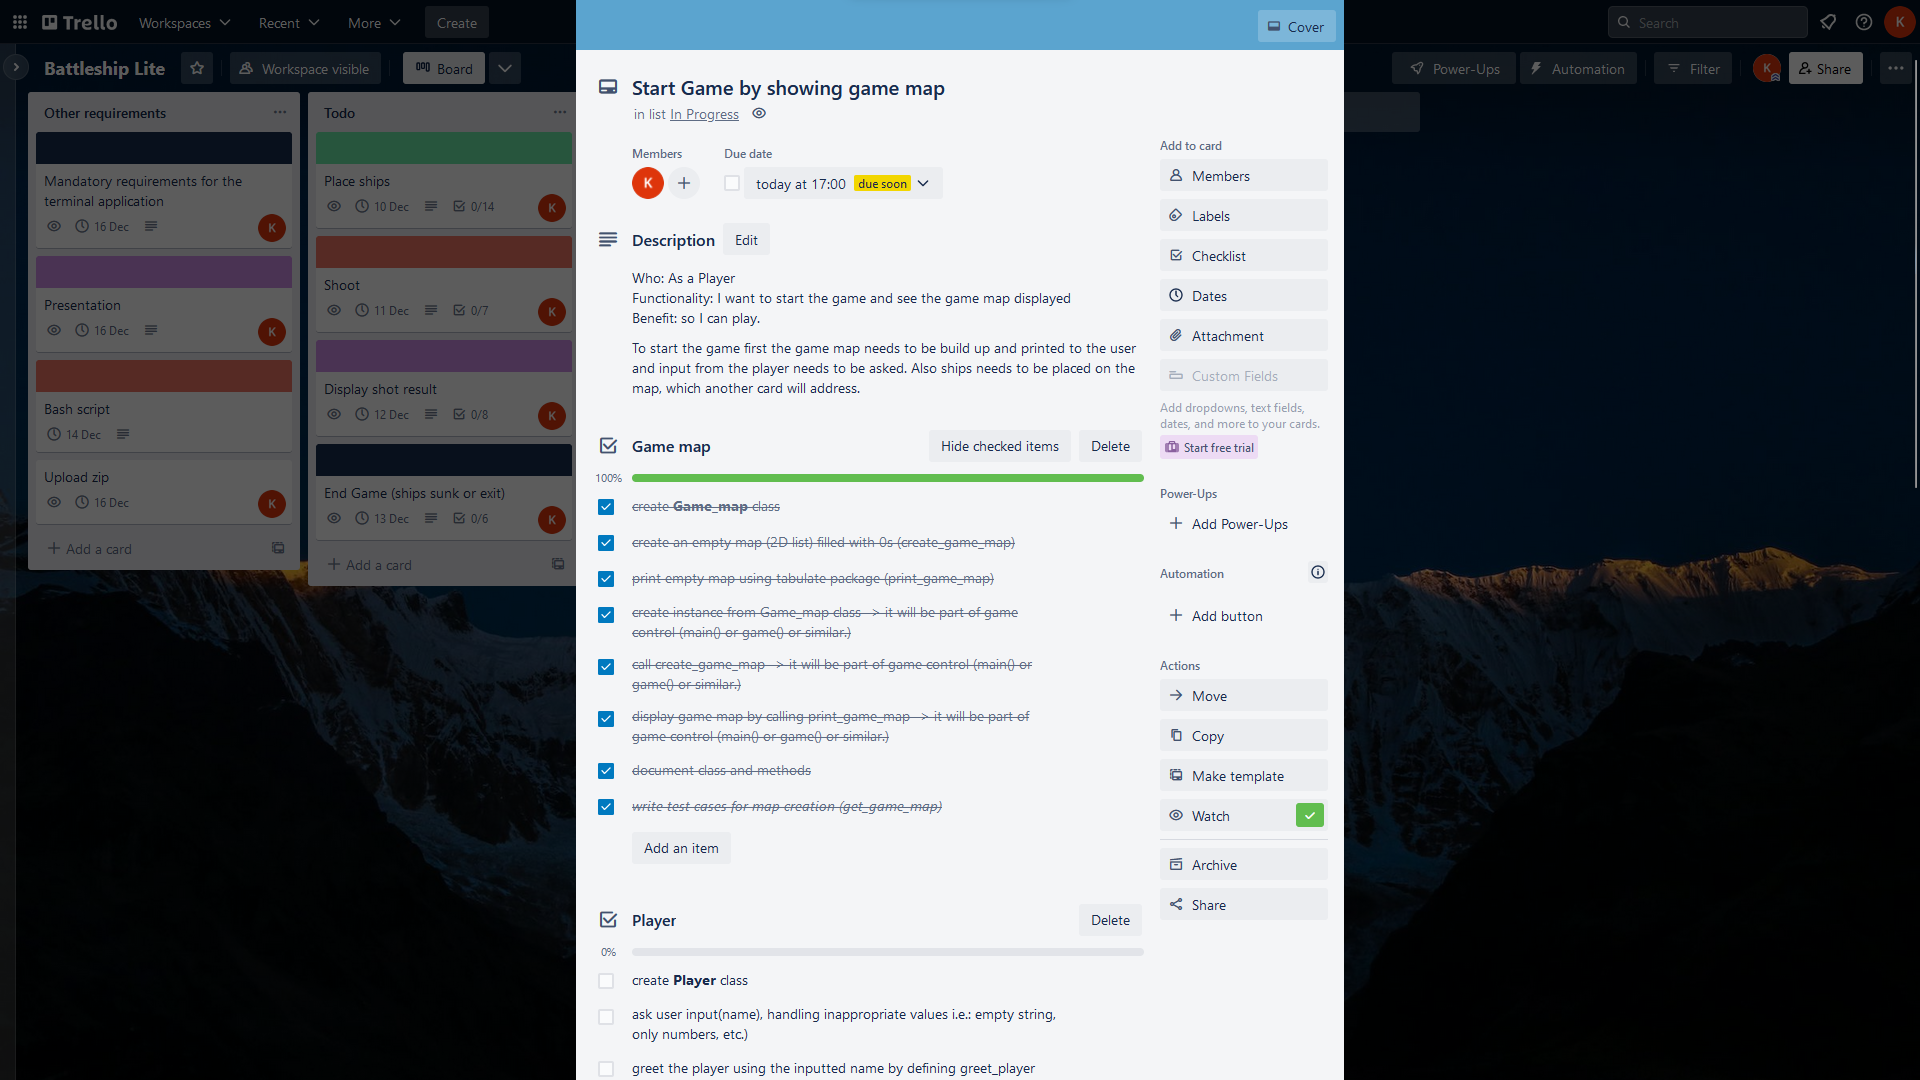 Trello
Workspaces
Recent
More
Create
Search
K
Battleship Lite
Workspace visible
Board
Power-Ups
Automation
Filter
K
Share
Other requirements
Mandatory requirements for the
terminal application
16 Dec
K
Presentation
16 Dec
K
Bash script
14 Dec
Upload zip
16 Dec
K
Add a card
Todo
Place ships
10 Dec
0/14
K
Shoot
11 Dec
0/7
K
Display shot result
12 Dec
0/8
K
End Game (ships sunk or exit)
13 Dec
0/6
K
Add a card
Cover
Start Game by showing game map
in list In Progress
Members
K
Due date
today at 17:00 due soon
Description
Edit
Who: As a Player
Functionality: I want to start the game and see the game map displayed
Benefit: so I can play.
To start the game first the game map needs to be build up and printed to the user
and input from the player needs to be asked. Also ships needs to be placed on the
map, which another card will address.
Game map
Hide checked items
Delete
100%
create Game_map class
create an empty map (2D list) filled with 0s (create_game_map)
print empty map using tabulate package (print_game_map)
create instance from Game_map class --> it will be part of game
control (main() or game() or similar.)
call create_game_map --> it will be part of game control (main() or
game() or similar.)
display game map by calling print_game_map --> it will be part of
game control (main() or game() or similar.)
document class and methods
write test cases for map creation (get_game_map)
Add an item
Player
Delete
0%
create Player class
ask user input(name), handling inappropriate values i.e.: empty string,
only numbers, etc.)
greet the player using the inputted name by defining greet_player
Add to card
Members
Labels
Checklist
Dates
Attachment
Custom Fields
Add dropdowns, text fields,
dates, and more to your cards.
Start free trial
Power-Ups
Add Power-Ups
Automation
Add button
Actions
Move
Copy
Make template
Watch
Archive
Share